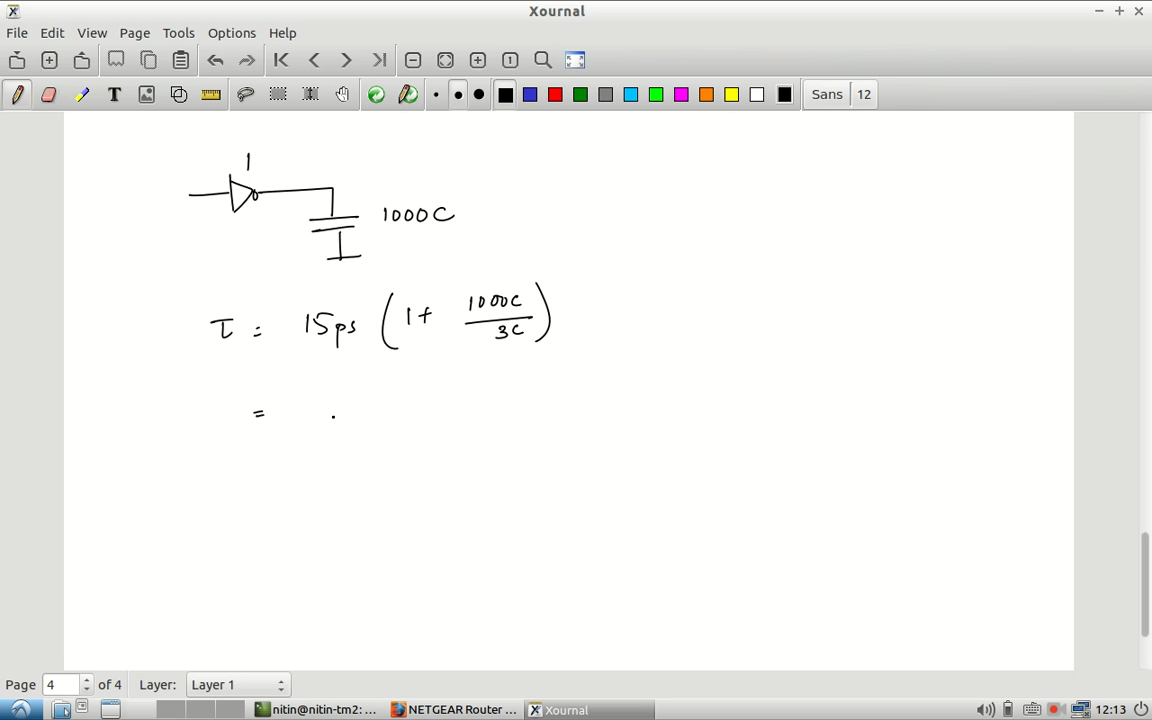 Xournal
File Edit View Page Tools Options Help
Sans 12
1
1000C
τ = 15ps (1 + 1000C / 3C)
= .
Page 4 of 4 Layer: Layer 1
nitin@nitin-tm2: ... NETGEAR Router ... Xournal 12:13